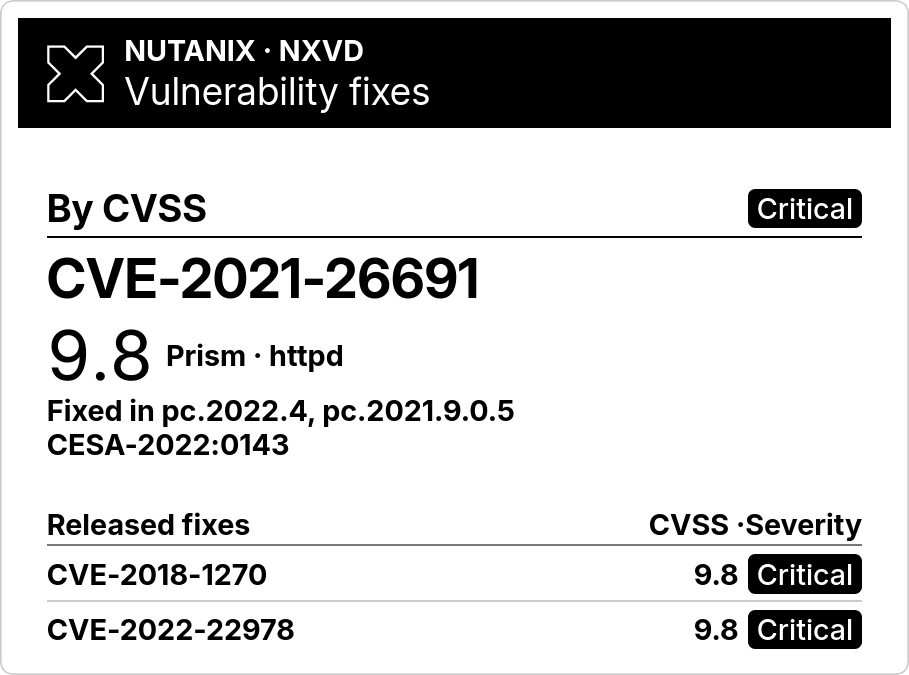 NUTANIX · NXVD
Vulnerability fixes
By CVSS Critical
CVE-2021-26691
9.8 Prism · httpd
Fixed in pc.2022.4, pc.2021.9.0.5
CESA-2022:0143
Released fixes CVSS ·Severity
CVE-2018-1270 9.8 Critical
CVE-2022-22978 9.8 Critical